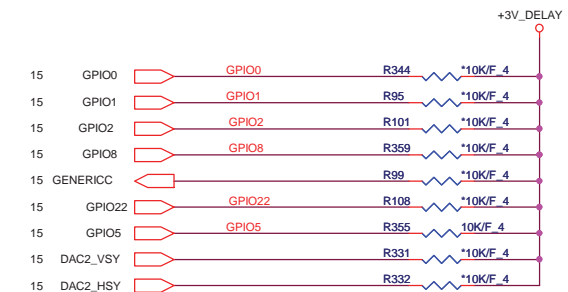 +3V_DELAY
15 GPIO0 GPIO0 R344 *10K/F_4
15 GPIO1 GPIO1 R95 *10K/F_4
15 GPIO2 GPIO2 R101 *10K/F_4
15 GPIO8 GPIO8 R359 *10K/F_4
15 GENERICC R99 *10K/F_4
15 GPIO22 GPIO22 R108 *10K/F_4
15 GPIO5 GPIO5 R355 10K/F_4
15 DAC2_VSY R331 *10K/F_4
15 DAC2_HSY R332 *10K/F_4